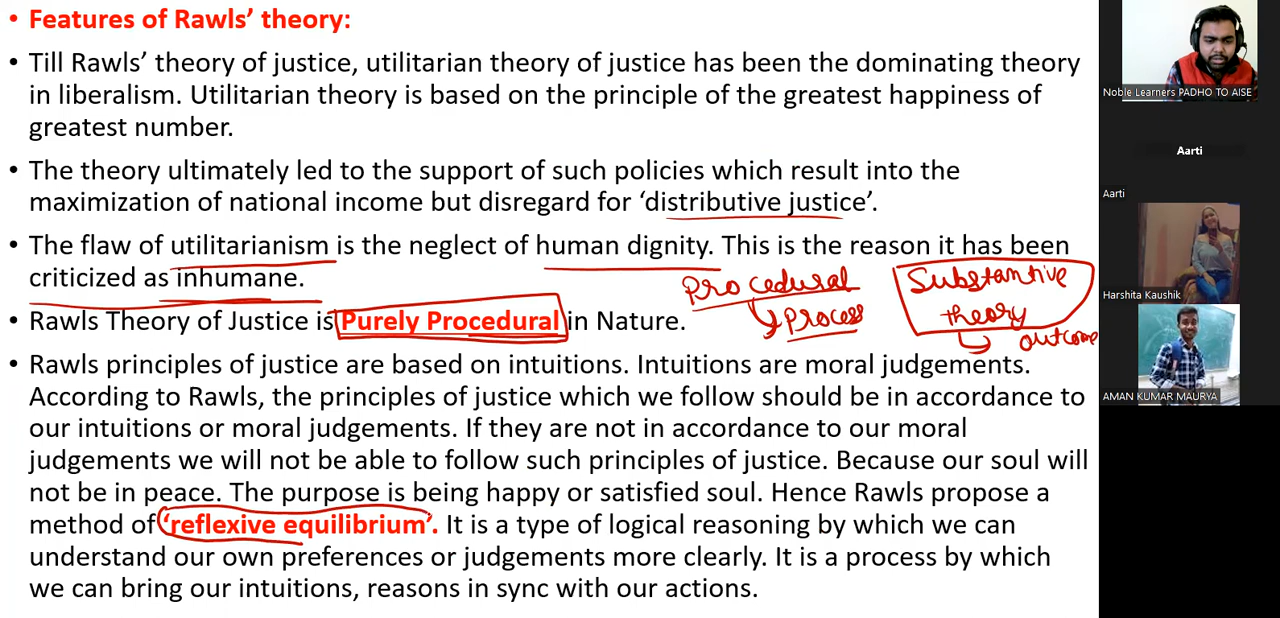 • Features of Rawls’ theory:
• Till Rawls’ theory of justice, utilitarian theory of justice has been the dominating theory
in liberalism. Utilitarian theory is based on the principle of the greatest happiness of
greatest number.
• The theory ultimately led to the support of such policies which result into the
maximization of national income but disregard for ‘distributive justice’.
• The flaw of utilitarianism is the neglect of human dignity. This is the reason it has been
criticized as inhumane.
Procedural
Process
Substantive
theory
outcome
• Rawls Theory of Justice is Purely Procedural in Nature.
• Rawls principles of justice are based on intuitions. Intuitions are moral judgements.
According to Rawls, the principles of justice which we follow should be in accordance to
our intuitions or moral judgements. If they are not in accordance to our moral
judgements we will not be able to follow such principles of justice. Because our soul will
not be in peace. The purpose is being happy or satisfied soul. Hence Rawls propose a
method of ‘reflexive equilibrium’. It is a type of logical reasoning by which we can
understand our own preferences or judgements more clearly. It is a process by which
we can bring our intuitions, reasons in sync with our actions.
Noble Learners PADHO TO AISE
Aarti
Aarti
Harshita Kaushik
AMAN KUMAR MAURYA